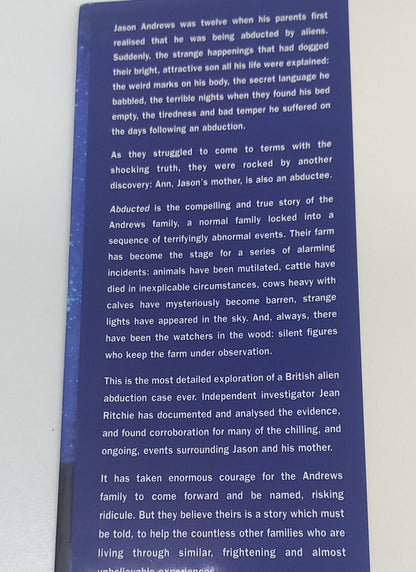 Jason Andrews was twelve when his parents first
realised that he was being abducted by aliens.
Suddenly, the strange happenings that had dogged
their bright, attractive son all his life were explained:
the weird marks on his body, the secret language he
babbled, the terrible nights when they found his bed
empty, the tiredness and bad temper he suffered on
the days following an abduction.
As they struggled to come to terms with the
shocking truth, they were rocked by another
discovery: Ann, Jason's mother, is also an abductee.
Abducted is the compelling and true story of the
Andrews family, a normal family locked into a
sequence of terrifyingly abnormal events. Their farm
has become the stage for a series of alarming
incidents: animals have been mutilated, cattle have
died in inexplicable circumstances, cows heavy with
calves have mysteriously become barren, strange
lights have appeared in the sky. And, always, there
have been the watchers in the wood: silent figures
who keep the farm under observation.
This is the most detailed exploration of a British alien
abduction case ever. Independent investigator Jean
Ritchie has documented and analysed the evidence,
and found corroboration for many of the chilling, and
ongoing, events surrounding Jason and his mother.
It has taken enormous courage for the Andrews
family to come forward and be named, risking
ridicule. But they believe theirs is a story which must
be told, to help the countless other families who are
living through similar, frightening and almost
unbelievable experiences.